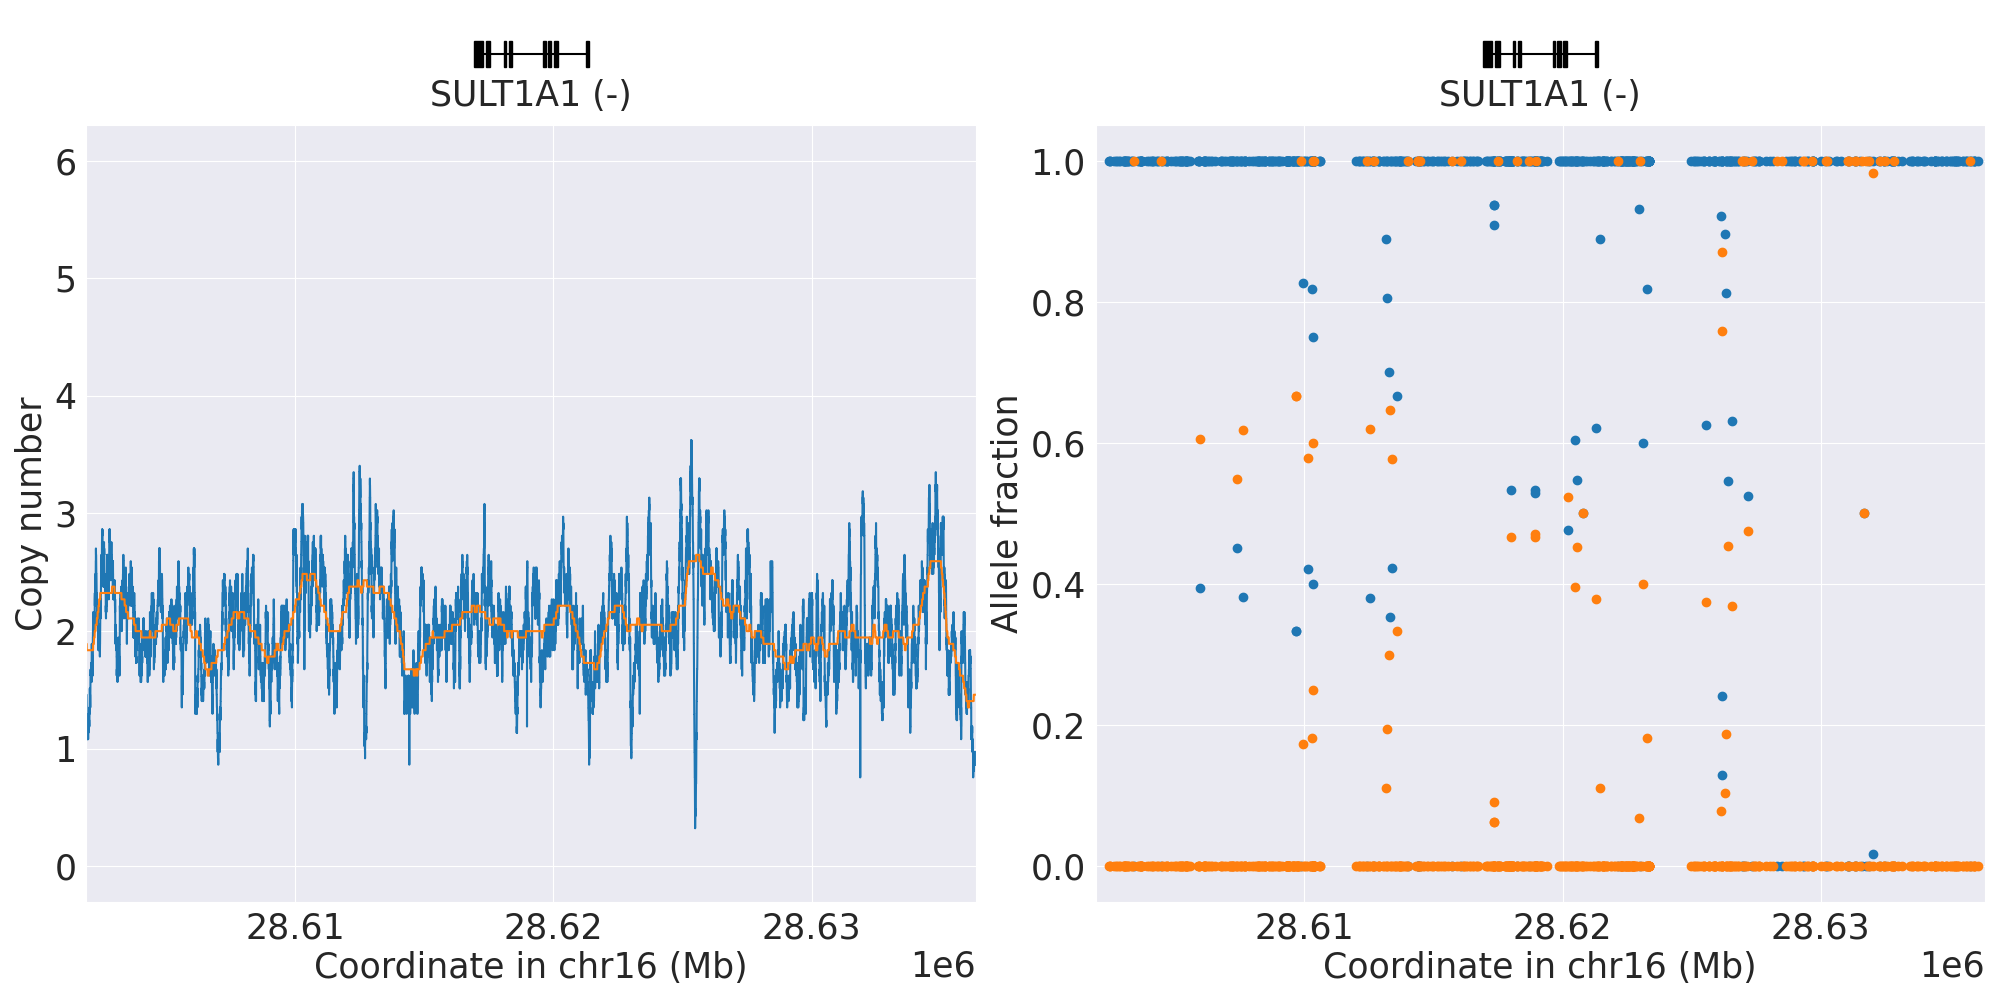 SULT1A1 (-)
6
5
4
3
2
1
0
Copy number
28.61
28.62
28.63
Coordinate in chr16 (Mb)
1e6
SULT1A1 (-)
1.0
0.8
0.6
0.4
0.2
0.0
Allele fraction
28.61
28.62
28.63
Coordinate in chr16 (Mb)
1e6